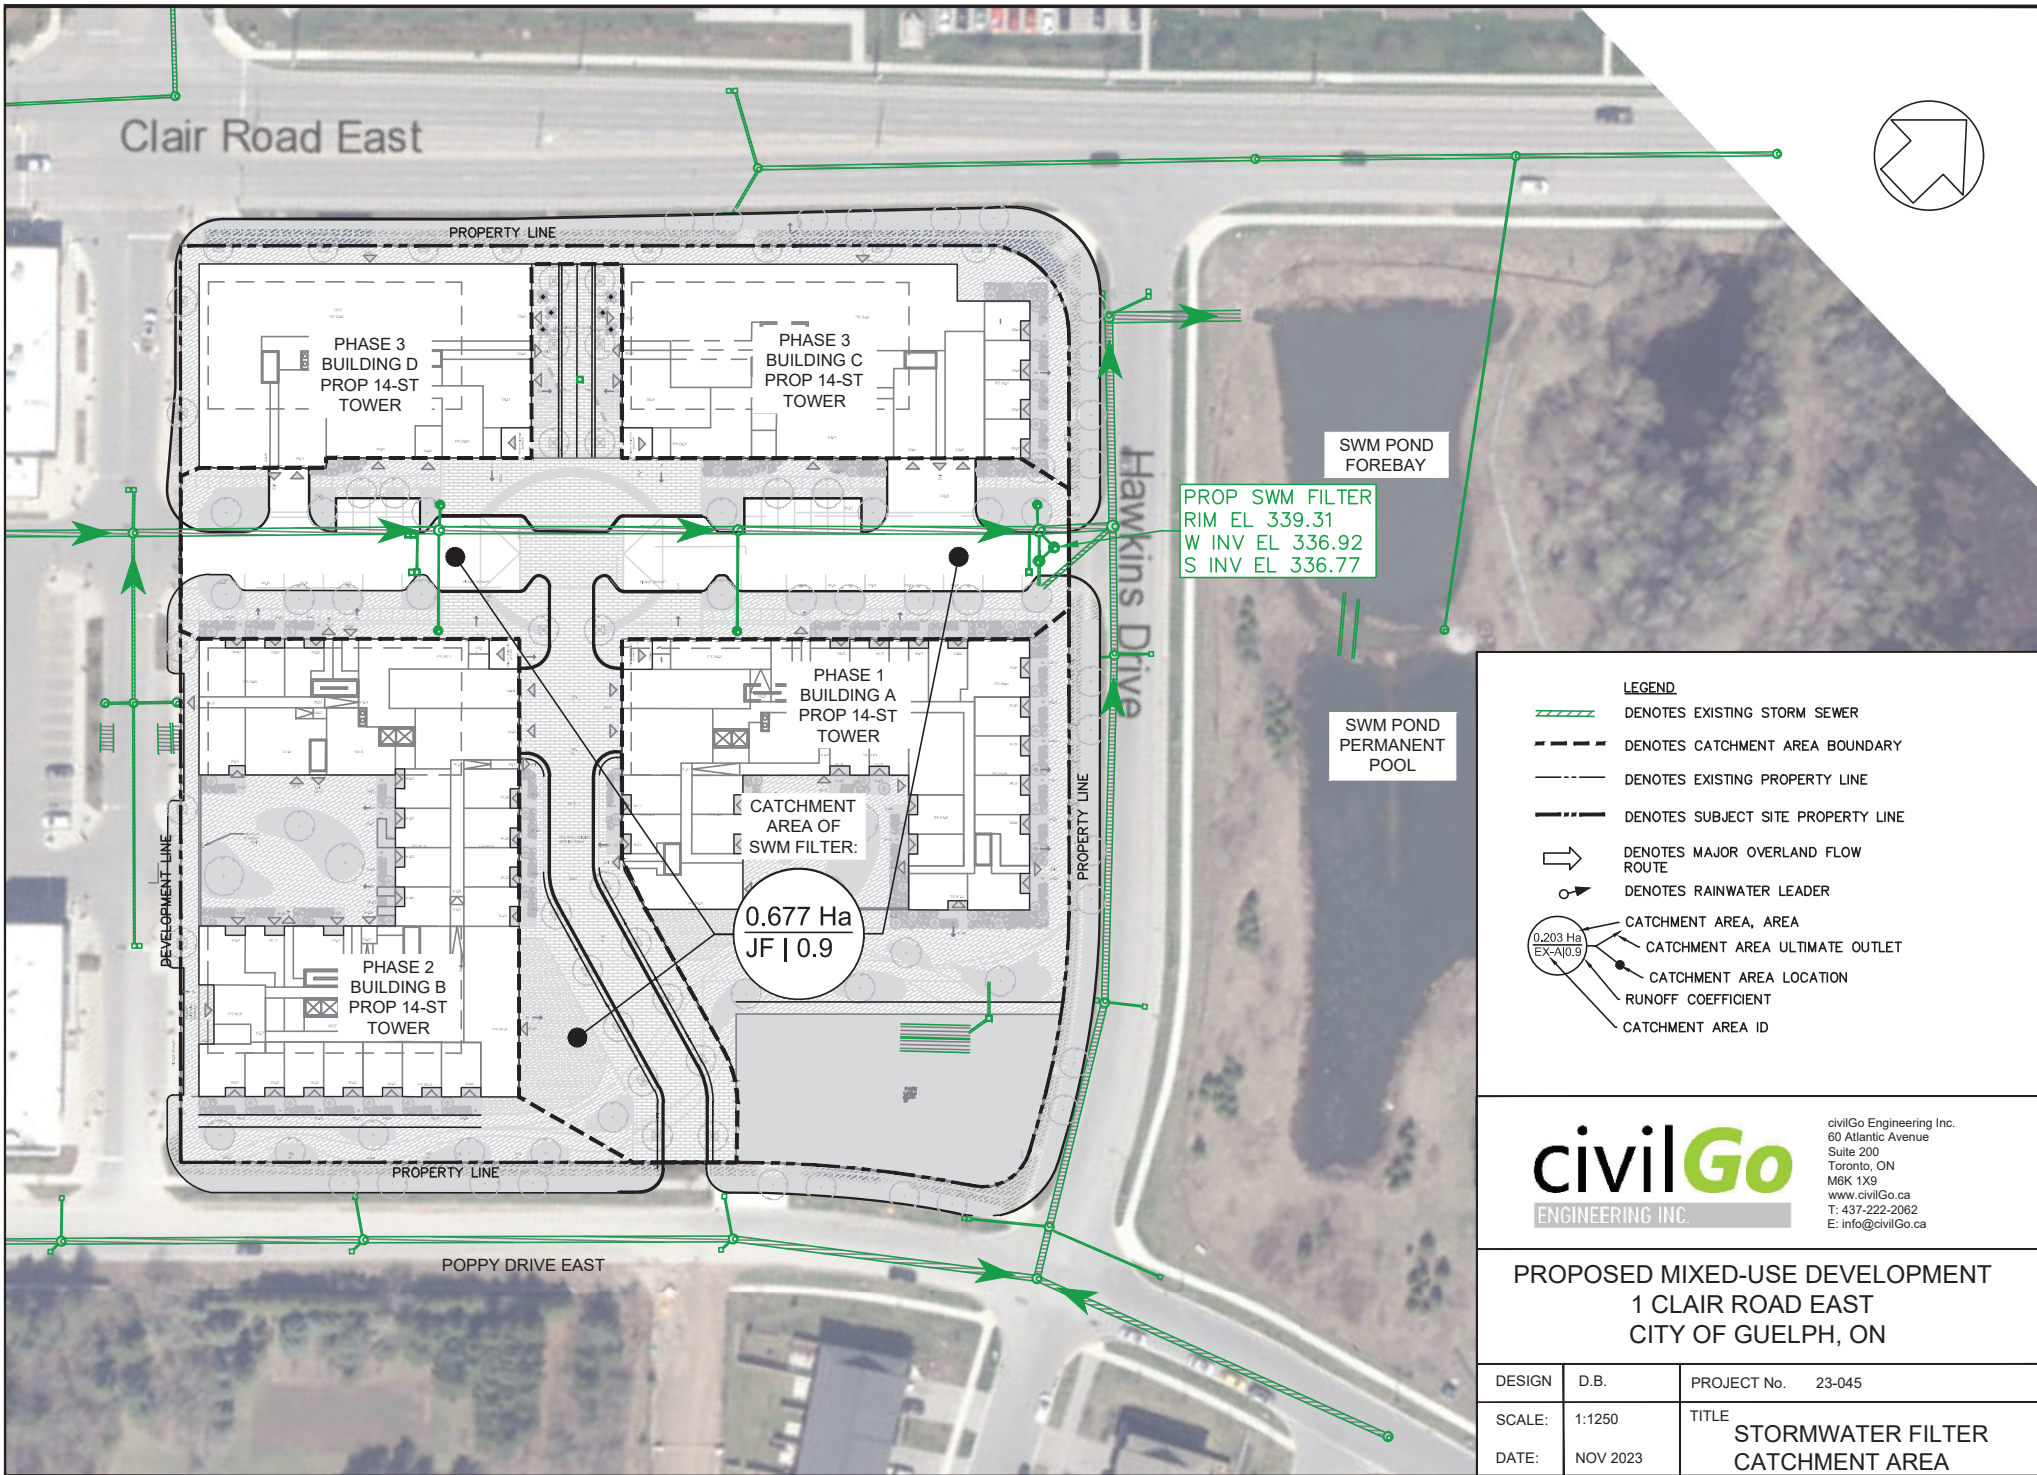 Clair Road East
PROPERTY LINE
PHASE 3
BUILDING D
PROP 14-ST
TOWER
PHASE 3
BUILDING C
PROP 14-ST
TOWER
SWM POND
FOREBAY
Hawkins Drive
PROP SWM FILTER
RIM EL 339.31
W INV EL 336.92
S INV EL 336.77
PHASE 1
BUILDING A
PROP 14-ST
TOWER
SWM POND
PERMANENT
POOL
PROPERTY LINE
CATCHMENT
AREA OF
SWM FILTER:
0.677 Ha
JF | 0.9
DEVELOPMENT LINE
PHASE 2
BUILDING B
PROP 14-ST
TOWER
PROPERTY LINE
POPPY DRIVE EAST
LEGEND
DENOTES EXISTING STORM SEWER
DENOTES CATCHMENT AREA BOUNDARY
DENOTES EXISTING PROPERTY LINE
DENOTES SUBJECT SITE PROPERTY LINE
DENOTES MAJOR OVERLAND FLOW
ROUTE
DENOTES RAINWATER LEADER
CATCHMENT AREA, AREA
0.203 Ha
EX-A|0.9
CATCHMENT AREA ULTIMATE OUTLET
CATCHMENT AREA LOCATION
RUNOFF COEFFICIENT
CATCHMENT AREA ID
civilGo
ENGINEERING INC.
civilGo Engineering Inc.
60 Atlantic Avenue
Suite 200
Toronto, ON
M6K 1X9
www.civilGo.ca
T: 437-222-2062
E: info@civilGo.ca
PROPOSED MIXED-USE DEVELOPMENT
1 CLAIR ROAD EAST
CITY OF GUELPH, ON
DESIGN D.B.
PROJECT No. 23-045
SCALE: 1:1250
DATE: NOV 2023
TITLE
STORMWATER FILTER
CATCHMENT AREA